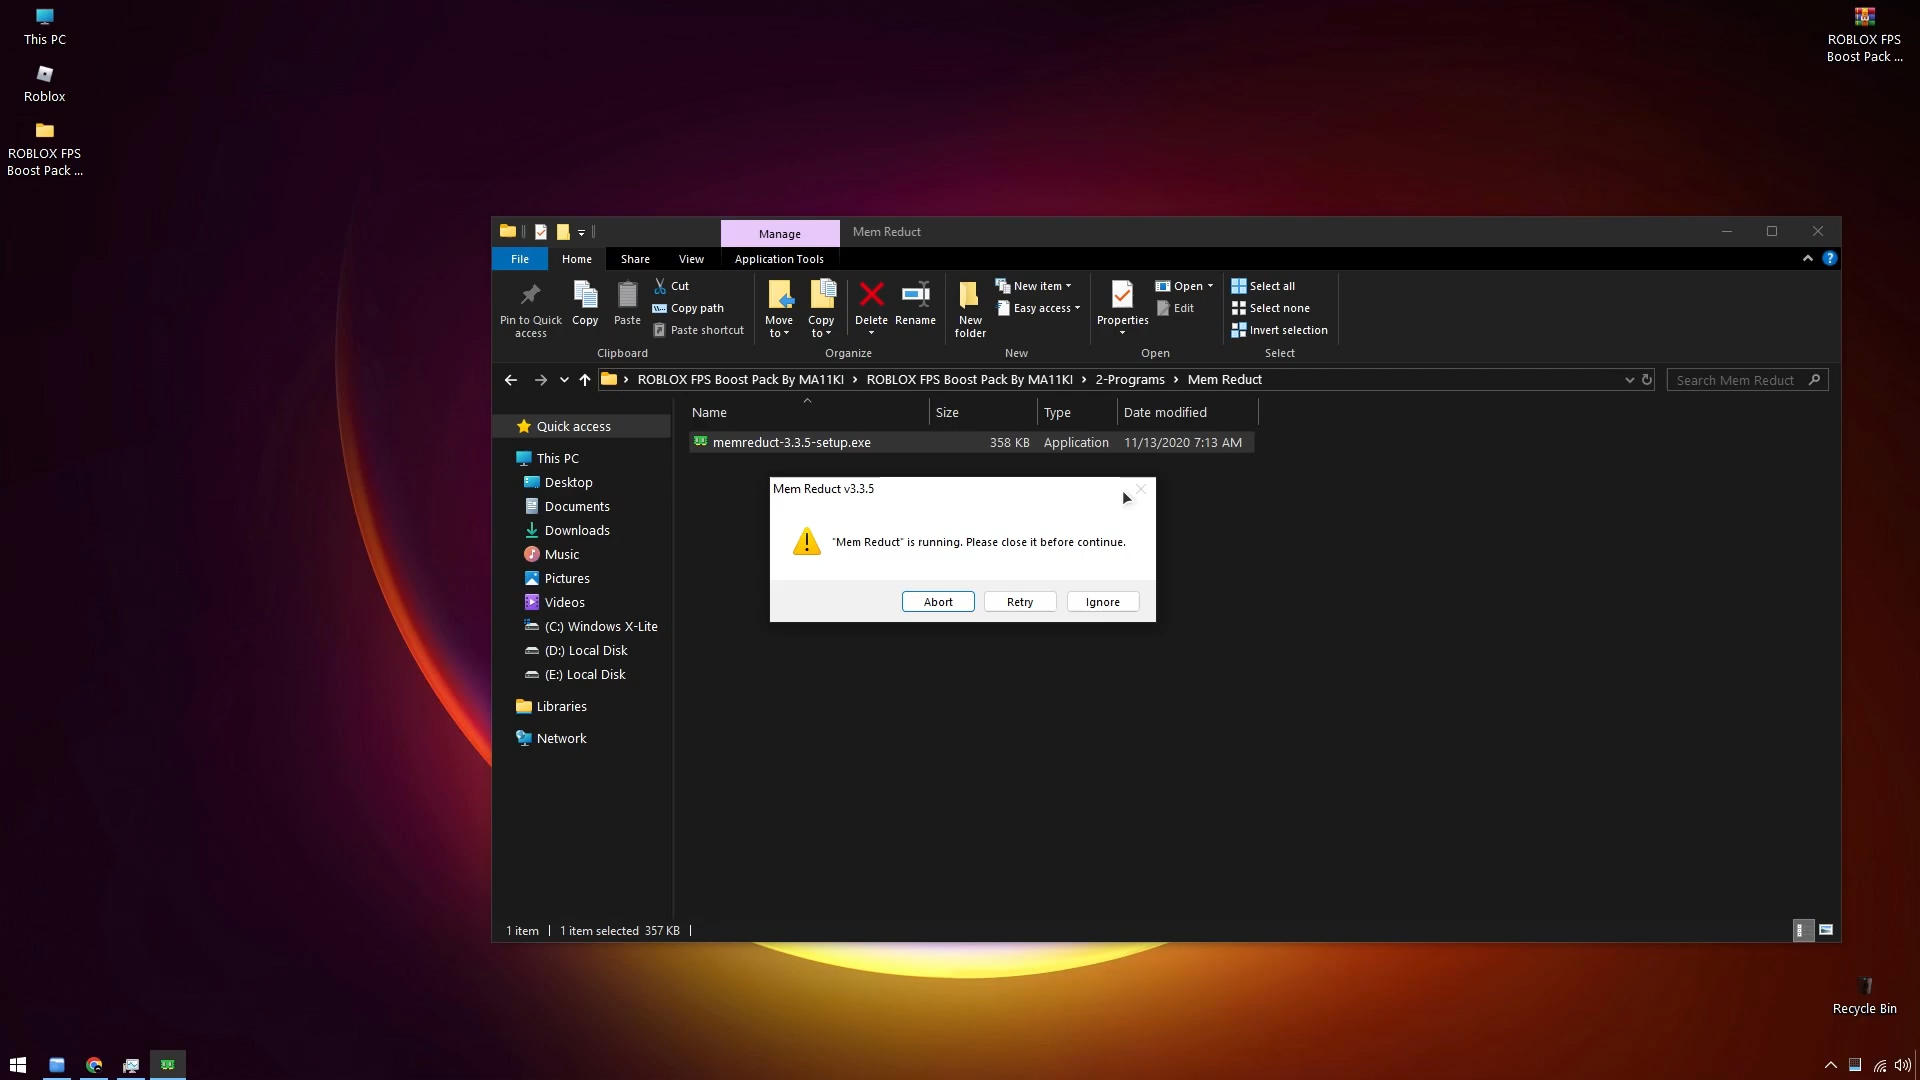 This PC
Roblox
ROBLOX FPS
Boost Pack ...
ROBLOX FPS
Boost Pack ...
Manage
Mem Reduct
File
Home
Share
View
Application Tools
Pin to Quick
access
Copy
Paste
Cut
Copy path
Paste shortcut
Clipboard
Move
to
Copy
to
Delete
Rename
Organize
New
folder
New item
Easy access
New
Properties
Open
Edit
Open
Select all
Select none
Invert selection
Select
ROBLOX FPS Boost Pack By MA11KI > ROBLOX FPS Boost Pack By MA11KI > 2-Programs > Mem Reduct
Search Mem Reduct
Quick access
This PC
Desktop
Documents
Downloads
Music
Pictures
Videos
(C:) Windows X-Lite
(D:) Local Disk
(E:) Local Disk
Libraries
Network
Name Size Type Date modified
memreduct-3.3.5-setup.exe 358 KB Application 11/13/2020 7:13 AM
Mem Reduct v3.3.5
"Mem Reduct" is running. Please close it before continue.
Abort Retry Ignore
1 item | 1 item selected 357 KB |
Recycle Bin